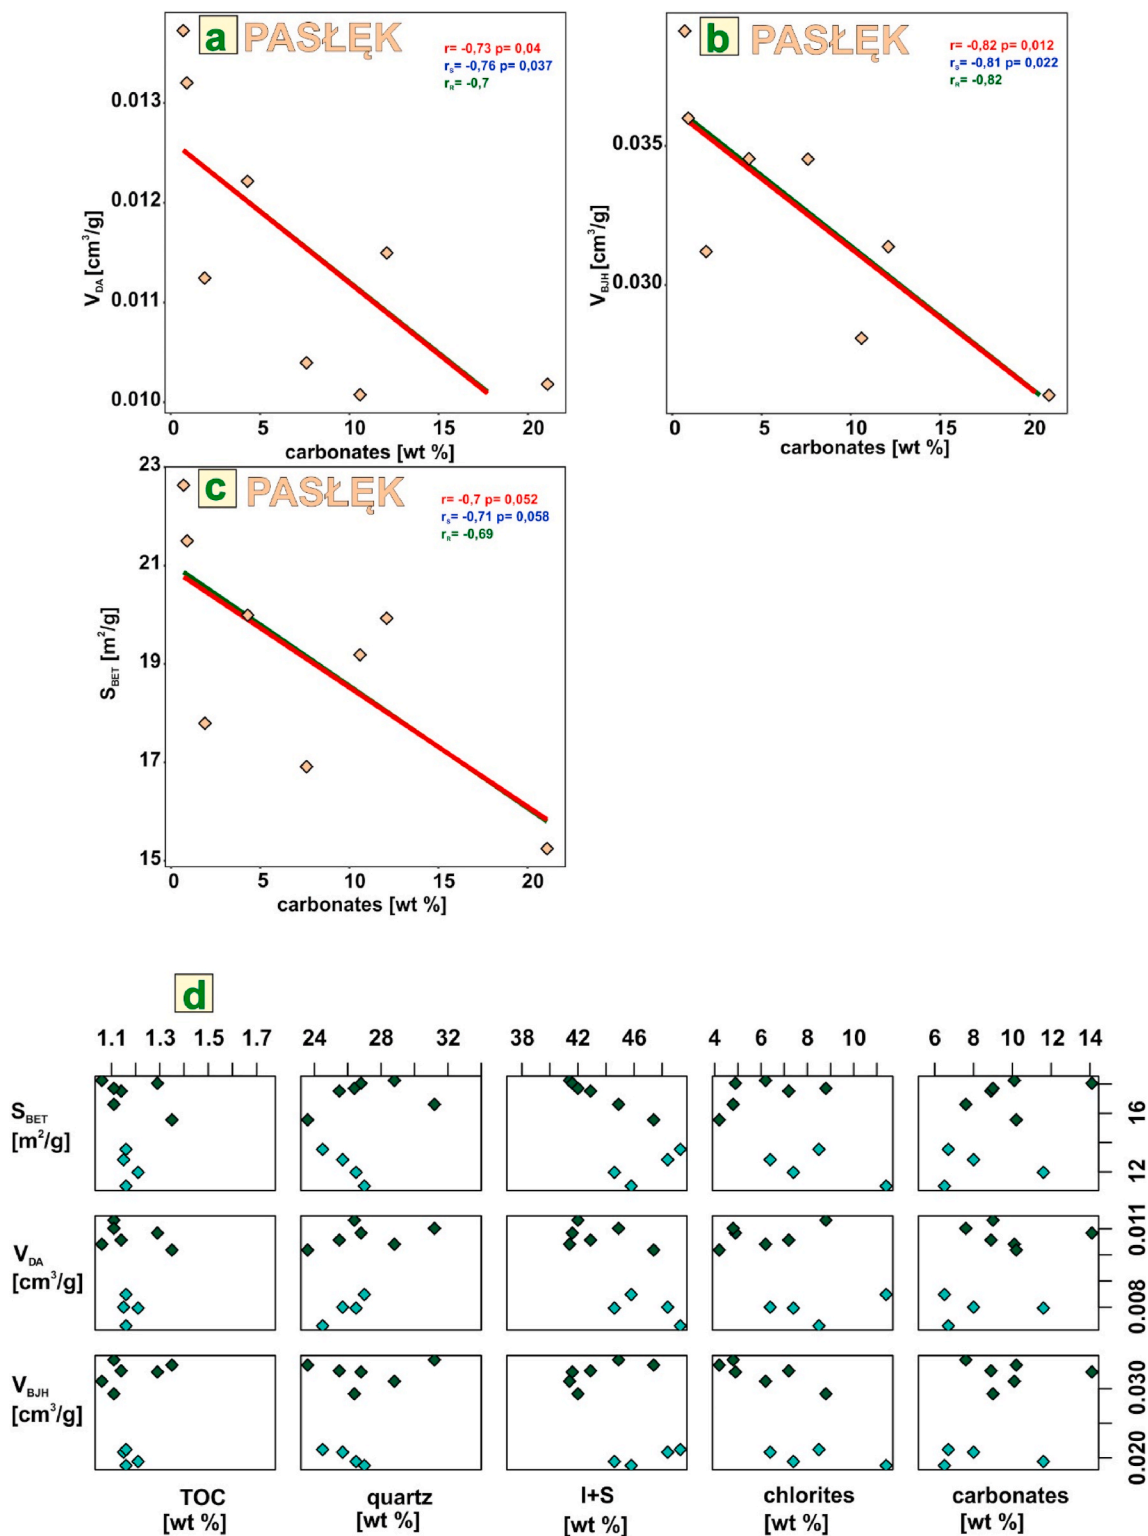 a PASŁĘK
r= -0,73 p= 0,04
rs= -0,76 p= 0,037
rR= -0,7
0.013
0.012
0.011
0.010
VDA [cm³/g]
0 5 10 15 20
carbonates [wt %]
b PASŁĘK
r= -0,82 p= 0,012
rs= -0,81 p= 0,022
rR= -0,82
0.035
0.030
VBJH [cm³/g]
0 5 10 15 20
carbonates [wt %]
c PASŁĘK
r= -0,7 p= 0,052
rs= -0,71 p= 0,058
rR= -0,69
23
21
19
17
15
SBET [m²/g]
0 5 10 15 20
carbonates [wt %]
d
1.1 1.3 1.5 1.7 24 28 32 38 42 46 4 6 8 10 6 8 10 12 14
SBET
[m²/g]
16
12
VDA
[cm³/g]
0.011
0.008
VBJH
[cm³/g]
0.030
0.020
TOC quartz I+S chlorites carbonates
[wt %] [wt %] [wt %] [wt %] [wt %]